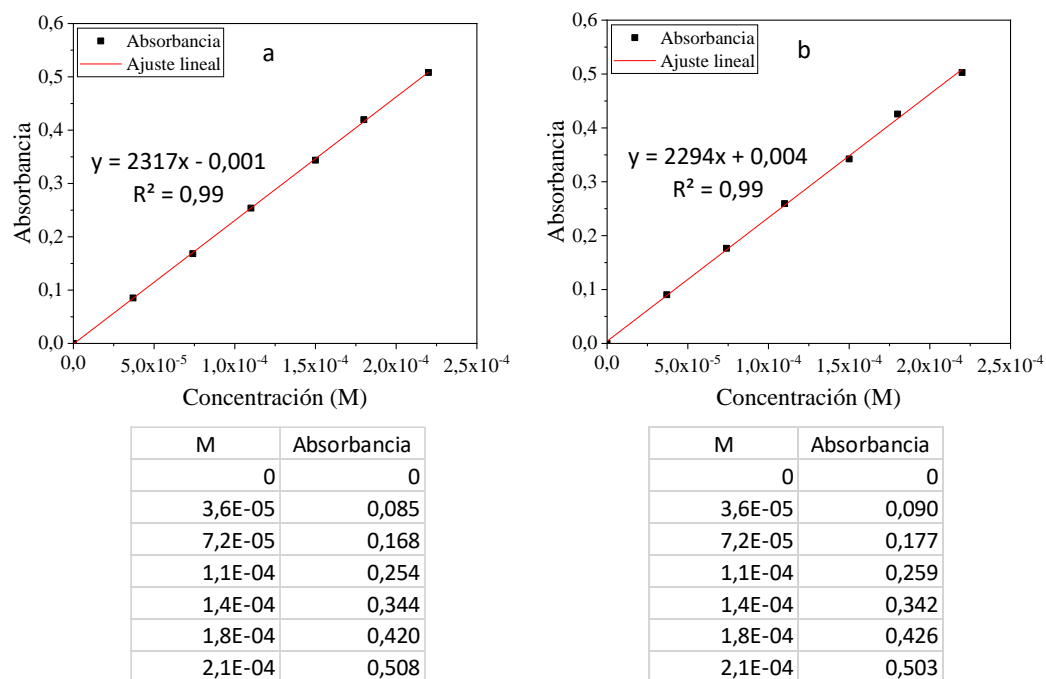 a
Absorbancia
Ajuste lineal
y = 2317x - 0,001
R² = 0,99
Absorbancia
0,6
0,5
0,4
0,3
0,2
0,1
0,0
0,0 5,0x10⁻⁵ 1,0x10⁻⁴ 1,5x10⁻⁴ 2,0x10⁻⁴ 2,5x10⁻⁴
Concentración (M)
M Absorbancia
0 0
3,6E-05 0,085
7,2E-05 0,168
1,1E-04 0,254
1,4E-04 0,344
1,8E-04 0,420
2,1E-04 0,508
b
Absorbancia
Ajuste lineal
y = 2294x + 0,004
R² = 0,99
Absorbancia
0,6
0,5
0,4
0,3
0,2
0,1
0,0
0,0 5,0x10⁻⁵ 1,0x10⁻⁴ 1,5x10⁻⁴ 2,0x10⁻⁴ 2,5x10⁻⁴
Concentración (M)
M Absorbancia
0 0
3,6E-05 0,090
7,2E-05 0,177
1,1E-04 0,259
1,4E-04 0,342
1,8E-04 0,426
2,1E-04 0,503